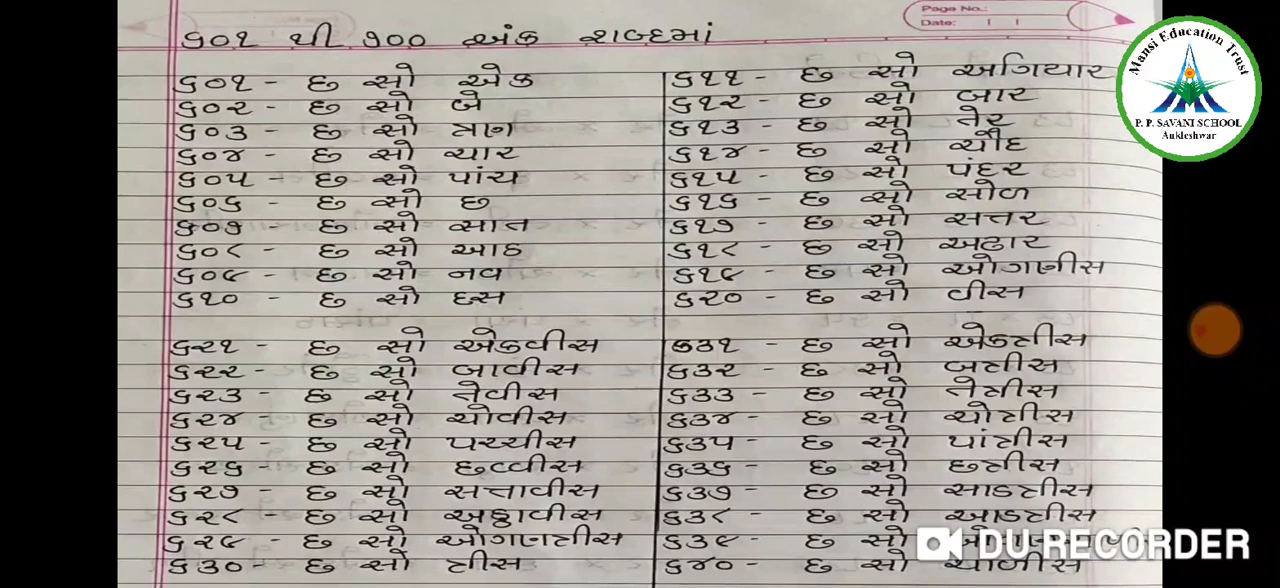 Page No.:
Date:
૬૦૧ થી ૭૦૦ અંક શબ્દમાં
૬૦૧ - છ સો એક
૬૦૨ - છ સો બે
૬૦૩ - છ સો ત્રણ
૬૦૪ - છ સો ચાર
૬૦૫ - છ સો પાંચ
૬૦૬ - છ સો છ
૬૦૭ - છ સો સાત
૬૦૮ - છ સો આઠ
૬૦૯ - છ સો નવ
૬૧૦ - છ સો દસ
૬૧૧ - છ સો અગિયાર
૬૧૨ - છ સો બાર
૬૧૩ - છ સો તેર
૬૧૪ - છ સો ચૌદ
૬૧૫ - છ સો પંદર
૬૧૬ - છ સો સોળ
૬૧૭ - છ સો સત્તર
૬૧૮ - છ સો અઢાર
૬૧૯ - છ સો ઓગણીસ
૬૨૦ - છ સો વીસ
૬૨૧ - છ સો એકવીસ
૬૨૨ - છ સો બાવીસ
૬૨૩ - છ સો તેવીસ
૬૨૪ - છ સો ચોવીસ
૬૨૫ - છ સો પચ્ચીસ
૬૨૬ - છ સો છવ્વીસ
૬૨૭ - છ સો સત્તાવીસ
૬૨૮ - છ સો અઠ્ઠાવીસ
૬૨૯ - છ સો ઓગણત્રીસ
૬૩૦ - છ સો ત્રીસ
૬૩૧ - છ સો એકત્રીસ
૬૩૨ - છ સો બત્રીસ
૬૩૩ - છ સો તેત્રીસ
૬૩૪ - છ સો ચોત્રીસ
૬૩૫ - છ સો પાંત્રીસ
૬૩૬ - છ સો છત્રીસ
૬૩૭ - છ સો સાડત્રીસ
૬૩૮ - છ સો આડત્રીસ
૬૩૯ - છ સો
૬૪૦ - છ સો ચાળીસ
Mansi Education Trust
P. P. SAVANI SCHOOL
Ankleshwar
DU RECORDER